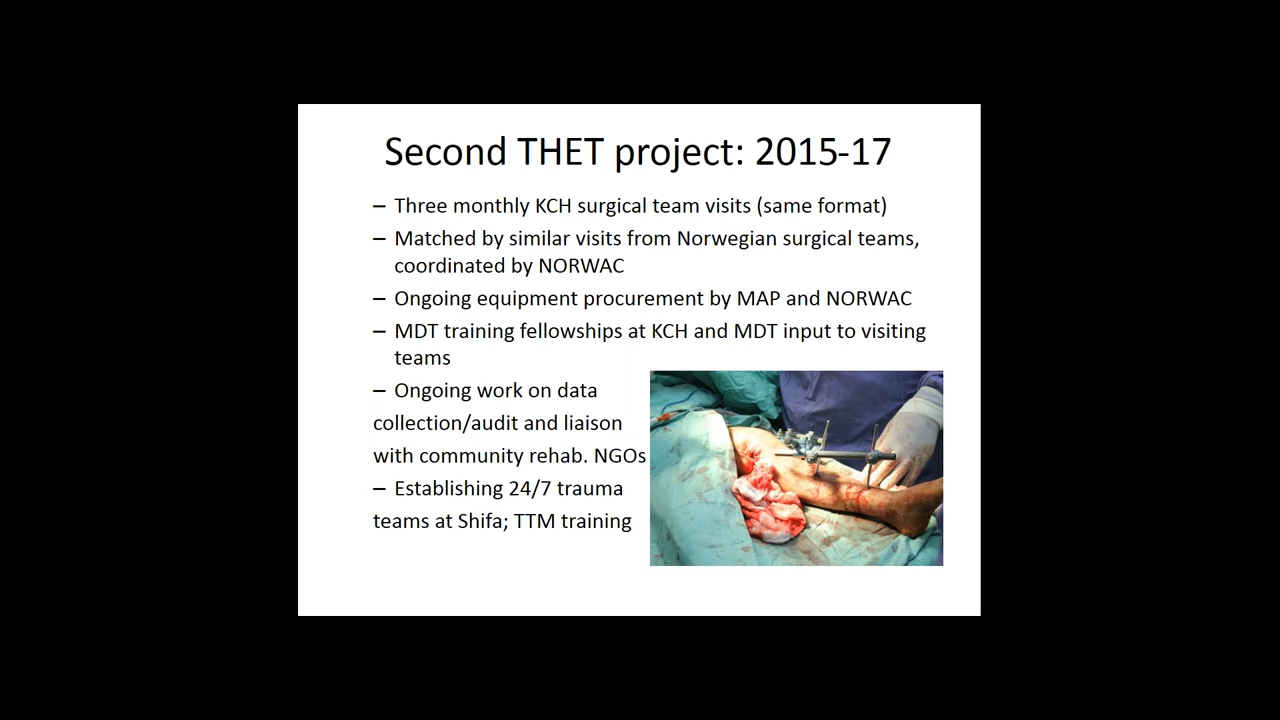 Second THET project: 2015-17
– Three monthly KCH surgical team visits (same format)
– Matched by similar visits from Norwegian surgical teams,
coordinated by NORWAC
– Ongoing equipment procurement by MAP and NORWAC
– MDT training fellowships at KCH and MDT input to visiting
teams
– Ongoing work on data
collection/audit and liaison
with community rehab. NGOs
– Establishing 24/7 trauma
teams at Shifa; TTM training